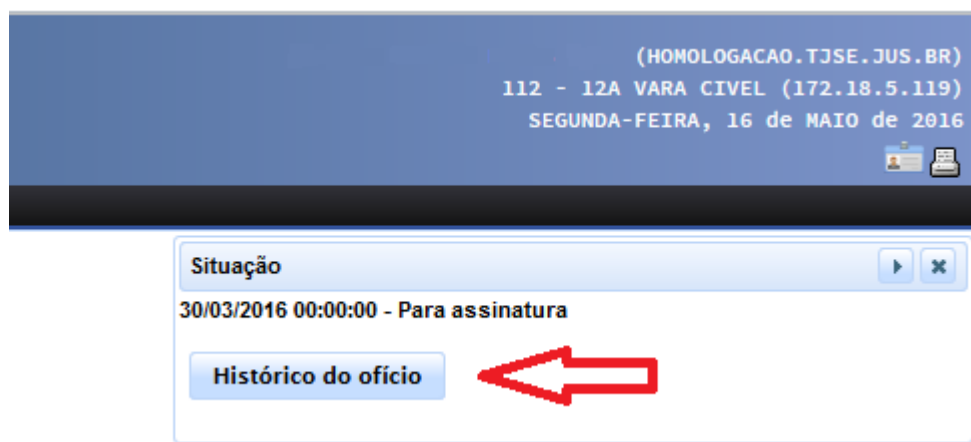 (HOMOLOGACAO.TJSE.JUS.BR)
112 - 12A VARA CIVEL (172.18.5.119)
SEGUNDA-FEIRA, 16 de MAIO de 2016
Situação
30/03/2016 00:00:00 - Para assinatura
Histórico do ofício